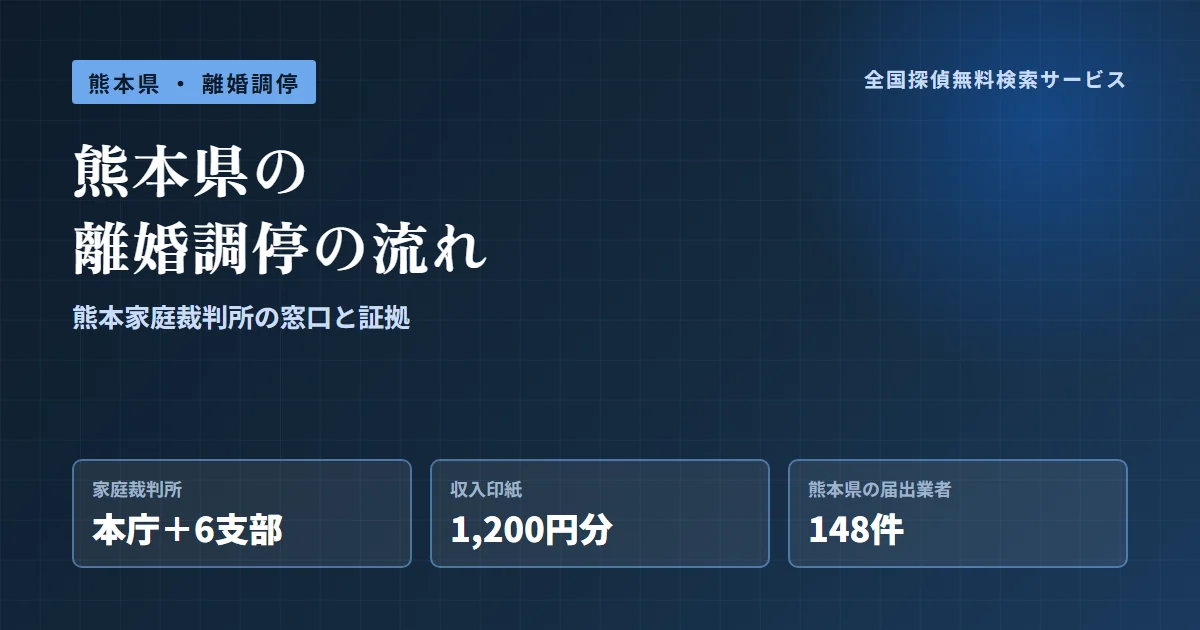 熊本県 ・ 離婚調停
全国探偵無料検索サービス
熊本県の
離婚調停の流れ
熊本家庭裁判所の窓口と証拠
家庭裁判所
本庁＋6支部
収入印紙
1,200円分
熊本県の届出業者
148件